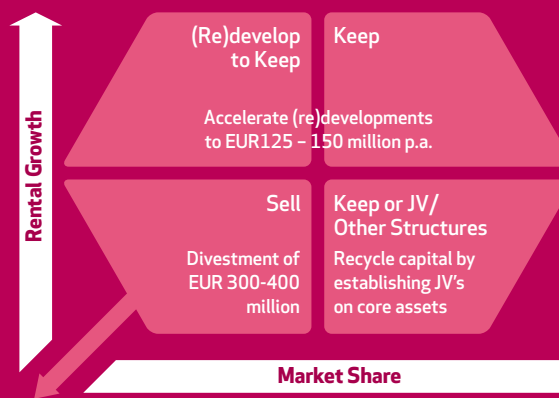 (Re)develop
to Keep
Keep
Accelerate (re)developments
to EUR125 – 150 million p.a.
Rental Growth
Sell
Divestment of
EUR 300-400
million
Keep or JV/
Other Structures
Recycle capital by
establishing JV's
on core assets
Market Share